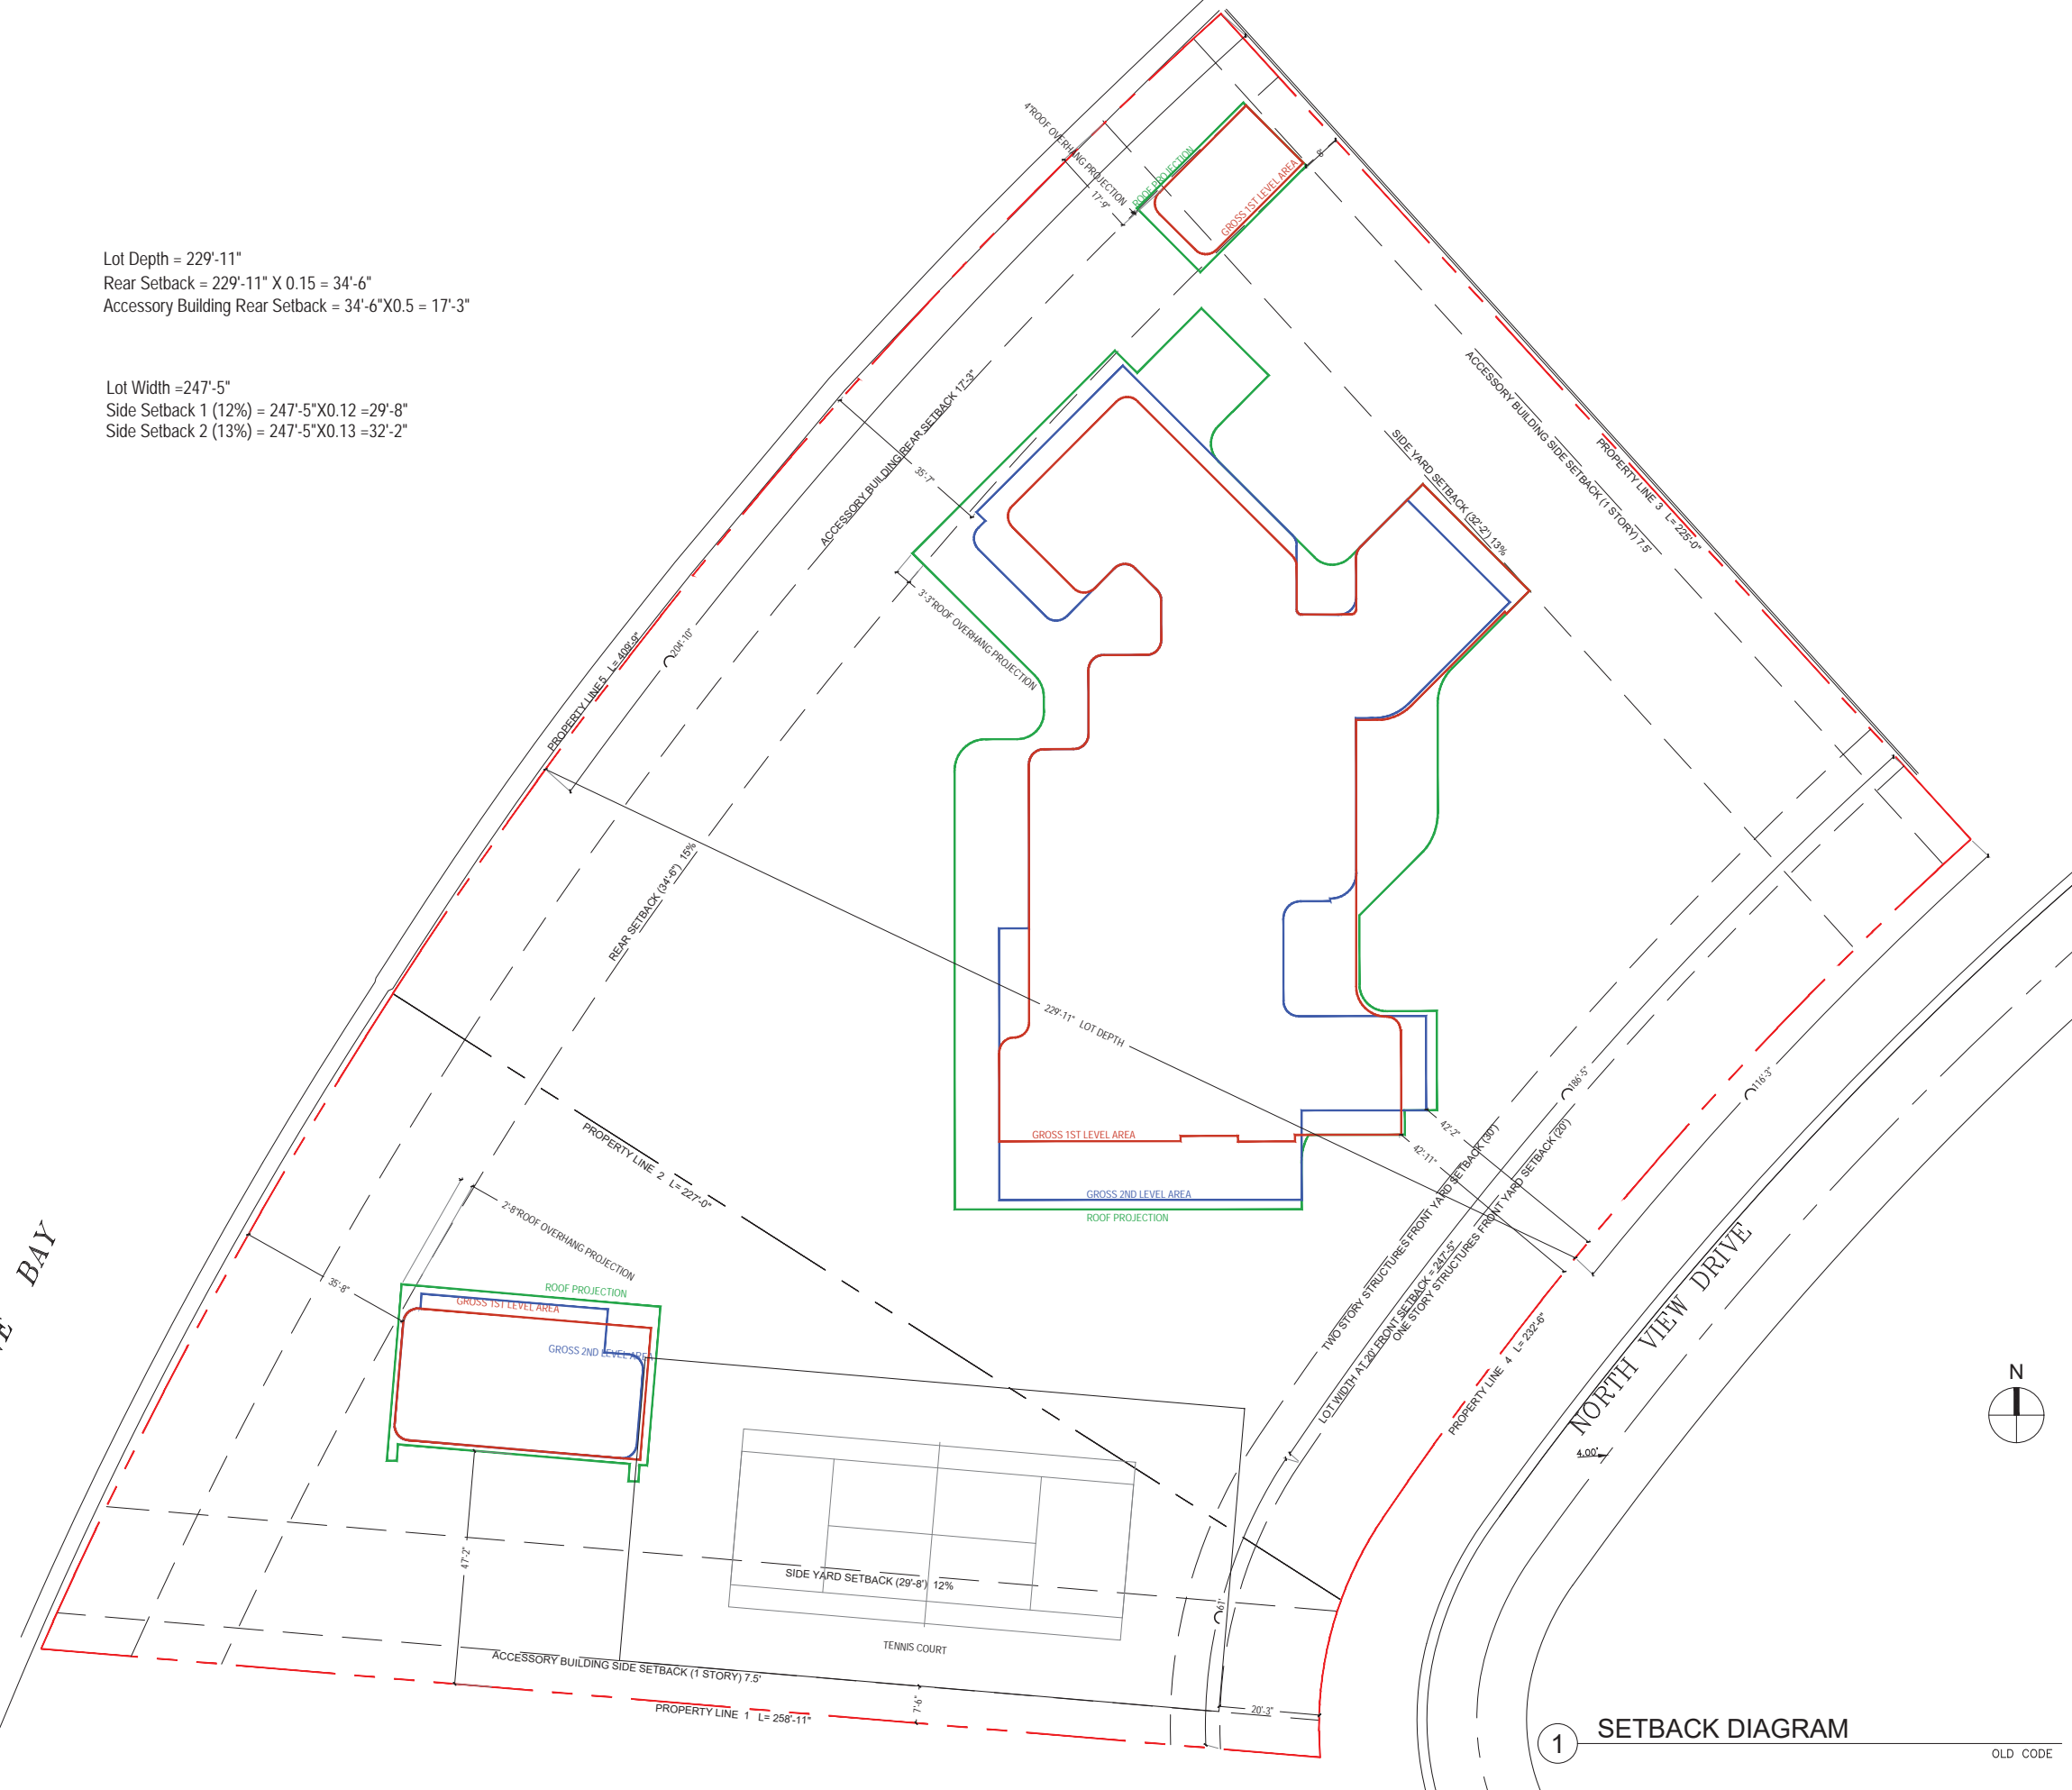 4"ROOF OVERHANG PROJECTION
17'-9"
ROOF PROJECTION
GROSS 1ST LEVEL AREA
Lot Depth = 229'-11"
Rear Setback = 229'-11" X 0.15 = 34'-6"
Accessory Building Rear Setback = 34'-6"X0.5 = 17'-3"
Lot Width =247'-5"
Side Setback 1 (12%) = 247'-5"X0.12 =29'-8"
Side Setback 2 (13%) = 247'-5"X0.13 =32'-2"
ACCESSORY BUILDING REAR SETBACK 17'-3"
35'-7"
ACCESSORY BUILDING SIDE SETBACK (1 STORY) 7.5'
SIDE YARD SETBACK (32'-2') 13%
PROPERTY LINE 3 L= 225'-0"
3'-3"ROOF OVERHANG PROJECTION
204'-10"
PROPERTY LINE5 L= 409'-9"
REAR SETBACK (34'-6") 15%
229'-11" LOT DEPTH
186'-5"
116'-3"
42'-2"
42'-11"
GROSS 1ST LEVEL AREA
GROSS 2ND LEVEL AREA
ROOF PROJECTION
PROPERTY LINE 2 L= 227'-0"
TWO STORY STRUCTURES FRONT YARD SETBACK (30')
LOT WIDTH AT 20' FRONT SETBACK = 247'-5"
ONE STORY STRUCTURES FRONT YARD SETBACK (20')
PROPERTY LINE 4 L= 232'-6"
NORTH VIEW DRIVE
4.00'
N
BAY
2'-8"ROOF OVERHANG PROJECTION
35'-8"
ROOF PROJECTION
GROSS 1ST LEVEL AREA
GROSS 2ND LEVEL AREA
47'-2"
SIDE YARD SETBACK (29'-8') 12%
TENNIS COURT
61'
ACCESSORY BUILDING SIDE SETBACK (1 STORY) 7.5'
7'-6"
20'-3"
PROPERTY LINE 1 L= 258'-11"
1 SETBACK DIAGRAM
OLD CODE